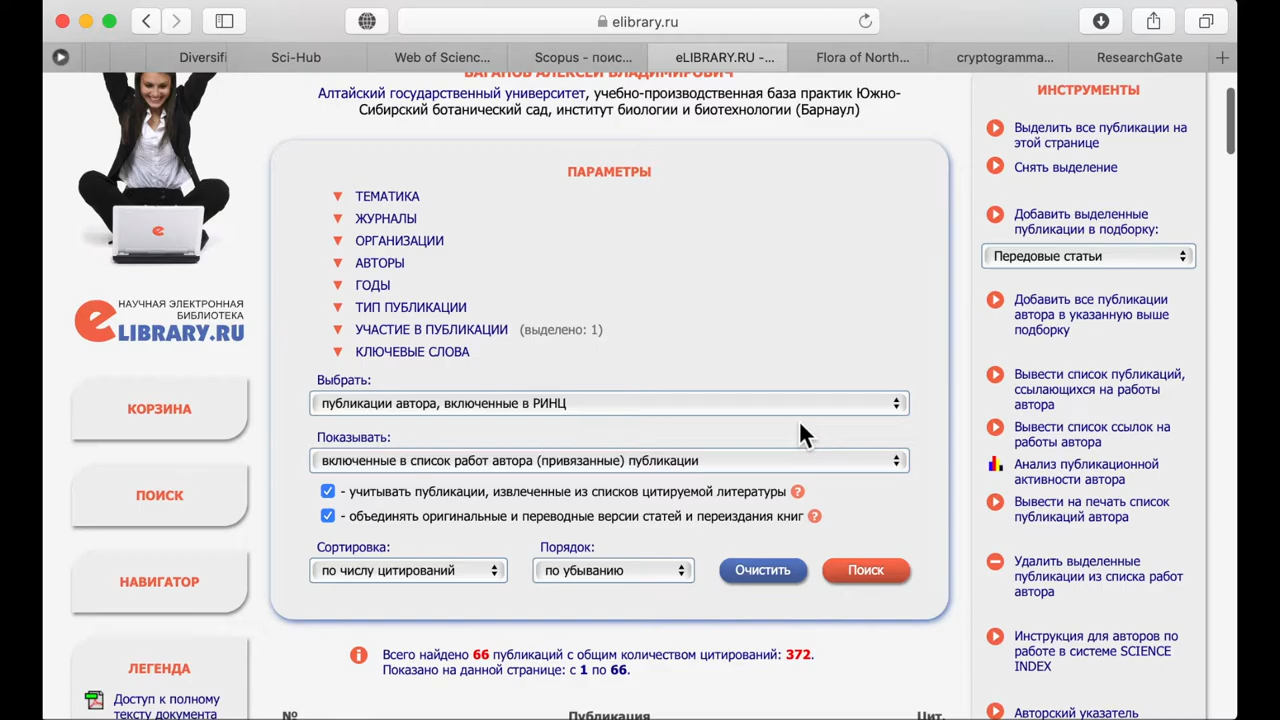 elibrary.ru
Diversifi
Sci-Hub
Web of Scienc...
Scopus - поис...
eLIBRARY.RU -...
Flora of North...
cryptogramma...
ResearchGate
Алтайский государственный университет, учебно-производственная база практик Южно-
Сибирский ботанический сад, институт биологии и биотехнологии (Барнаул)
ПАРАМЕТРЫ
ТЕМАТИКА
ЖУРНАЛЫ
ОРГАНИЗАЦИИ
АВТОРЫ
ГОДЫ
ТИП ПУБЛИКАЦИИ
УЧАСТИЕ В ПУБЛИКАЦИИ (выделено: 1)
КЛЮЧЕВЫЕ СЛОВА
Выбрать:
публикации автора, включенные в РИНЦ
Показывать:
включенные в список работ автора (привязанные) публикации
- учитывать публикации, извлеченные из списков цитируемой литературы ?
- объединять оригинальные и переводные версии статей и переиздания книг ?
Сортировка:
Порядок:
по числу цитирований
по убыванию
Очистить
Поиск
Всего найдено 66 публикаций с общим количеством цитирований: 372.
Показано на данной странице: с 1 по 66.
№
Публикация
Цит.
НАУЧНАЯ ЭЛЕКТРОННАЯ
БИБЛИОТЕКА
eLIBRARY.RU
КОРЗИНА
ПОИСК
НАВИГАТОР
ЛЕГЕНДА
Доступ к полному
тексту документа
ИНСТРУМЕНТЫ
Выделить все публикации на
этой странице
Снять выделение
Добавить выделенные
публикации в подборку:
Передовые статьи
Добавить все публикации
автора в указанную выше
подборку
Вывести список публикаций,
ссылающихся на работы
автора
Вывести список ссылок на
работы автора
Анализ публикационной
активности автора
Вывести на печать список
публикаций автора
Удалить выделенные
публикации из списка работ
автора
Инструкция для авторов по
работе в системе SCIENCE
INDEX
Авторский указатель